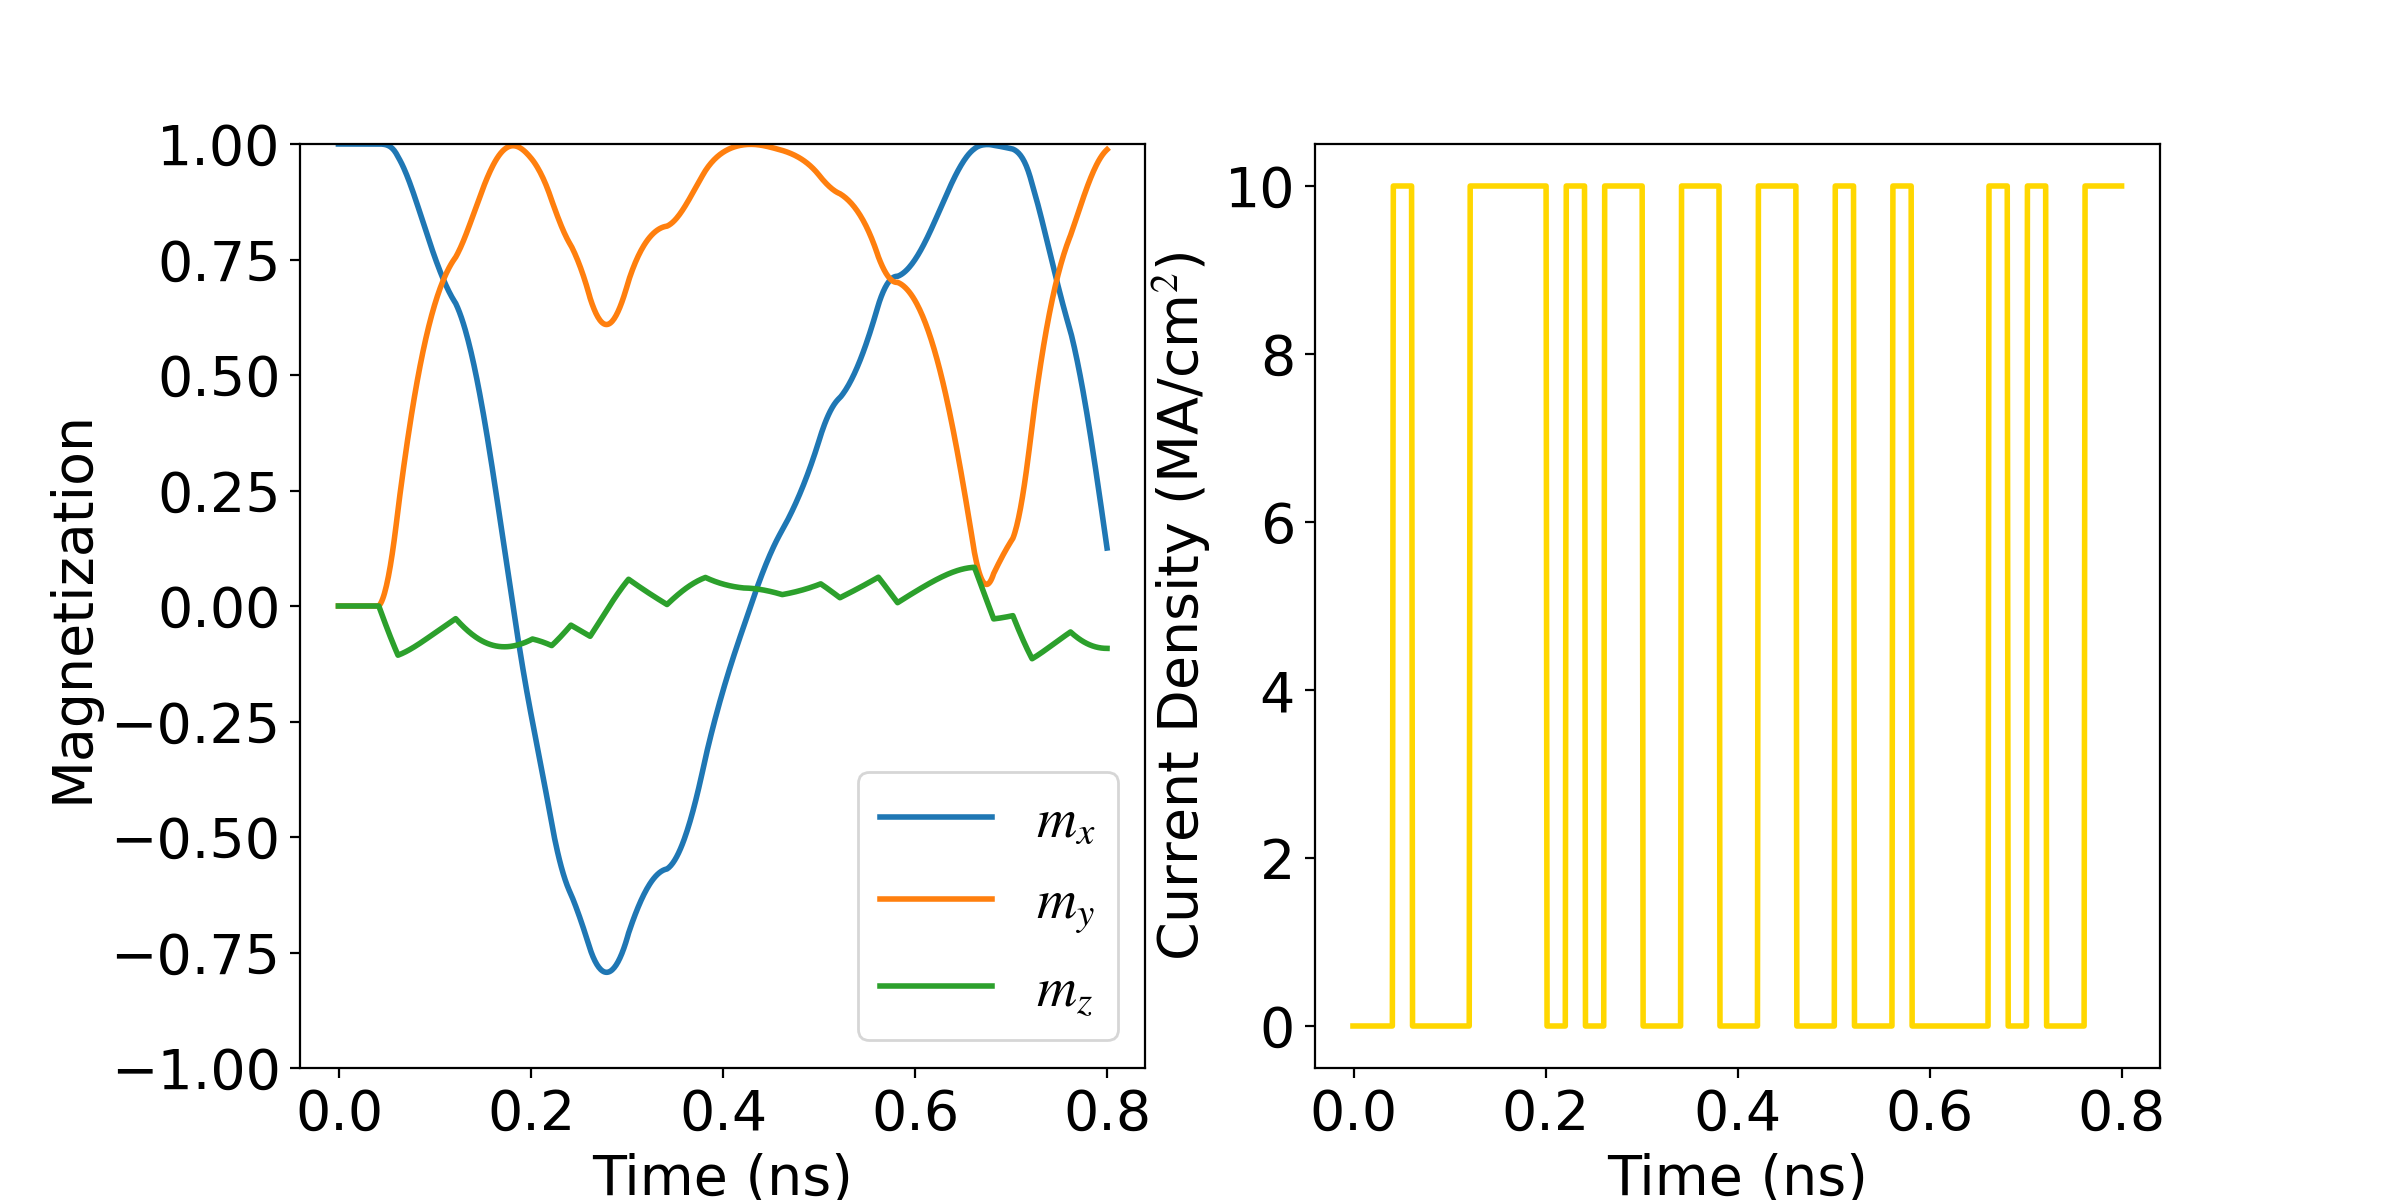 Magnetization
1.00
0.75
0.50
0.25
0.00
−0.25
−0.50
−0.75
−1.00
0.0 0.2 0.4 0.6 0.8
Time (ns)
m_x
m_y
m_z
Current Density (MA/cm²)
10
8
6
4
2
0
0.0 0.2 0.4 0.6 0.8
Time (ns)